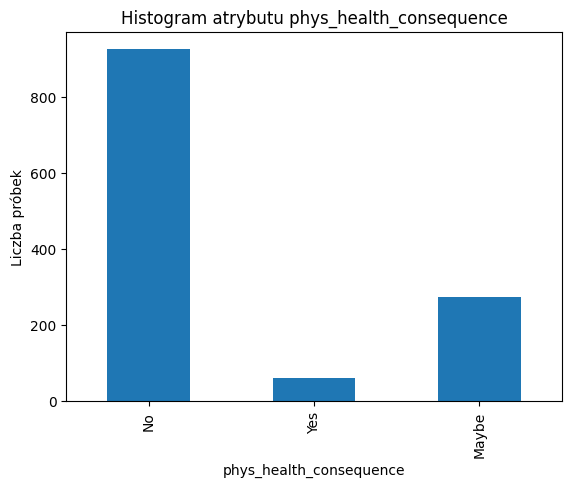 Histogram atrybutu phys_health_consequence
Liczba próbek
800
600
400
200
0
No
Yes
Maybe
phys_health_consequence